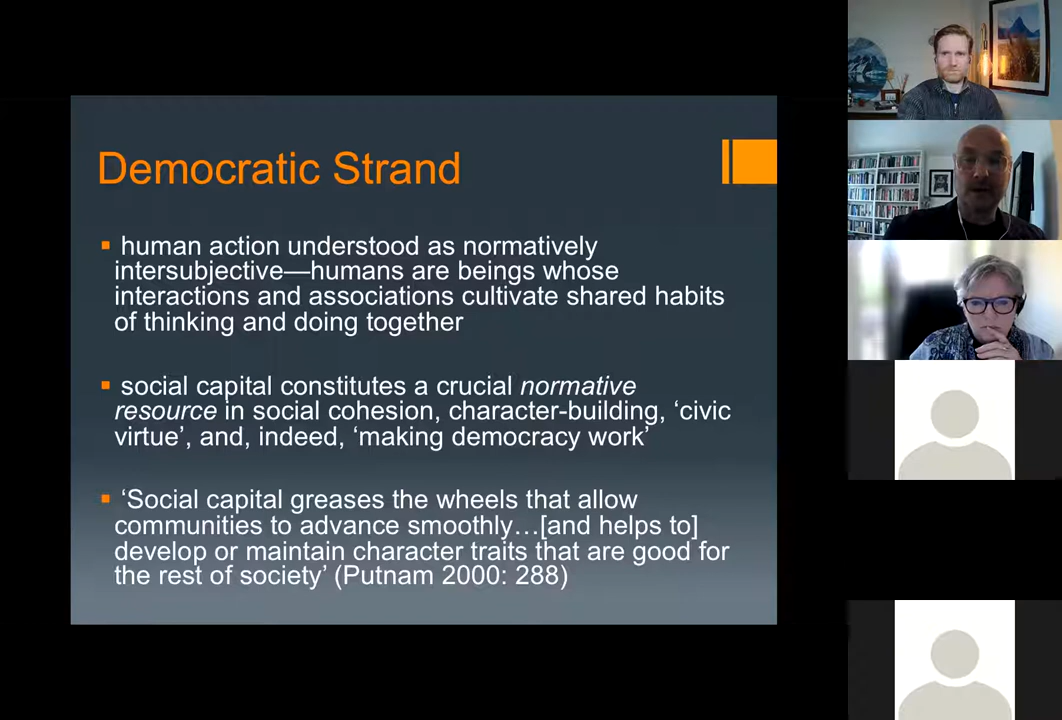 Democratic Strand
human action understood as normatively
intersubjective—humans are beings whose
interactions and associations cultivate shared habits
of thinking and doing together
social capital constitutes a crucial normative
resource in social cohesion, character-building, ‘civic
virtue’, and, indeed, ‘making democracy work’
‘Social capital greases the wheels that allow
communities to advance smoothly…[and helps to]
develop or maintain character traits that are good for
the rest of society’ (Putnam 2000: 288)